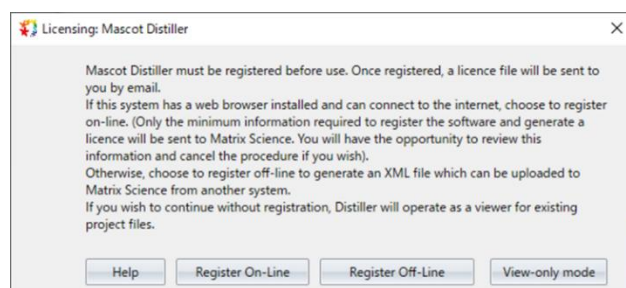 Licensing: Mascot Distiller
Mascot Distiller must be registered before use. Once registered, a licence file will be sent to
you by email.
If this system has a web browser installed and can connect to the internet, choose to register
on-line. (Only the minimum information required to register the software and generate a
licence will be sent to Matrix Science. You will have the opportunity to review this
information and cancel the procedure if you wish).
Otherwise, choose to register off-line to generate an XML file which can be uploaded to
Matrix Science from another system.
If you wish to continue without registration, Distiller will operate as a viewer for existing
project files.
Help Register On-Line Register Off-Line View-only mode